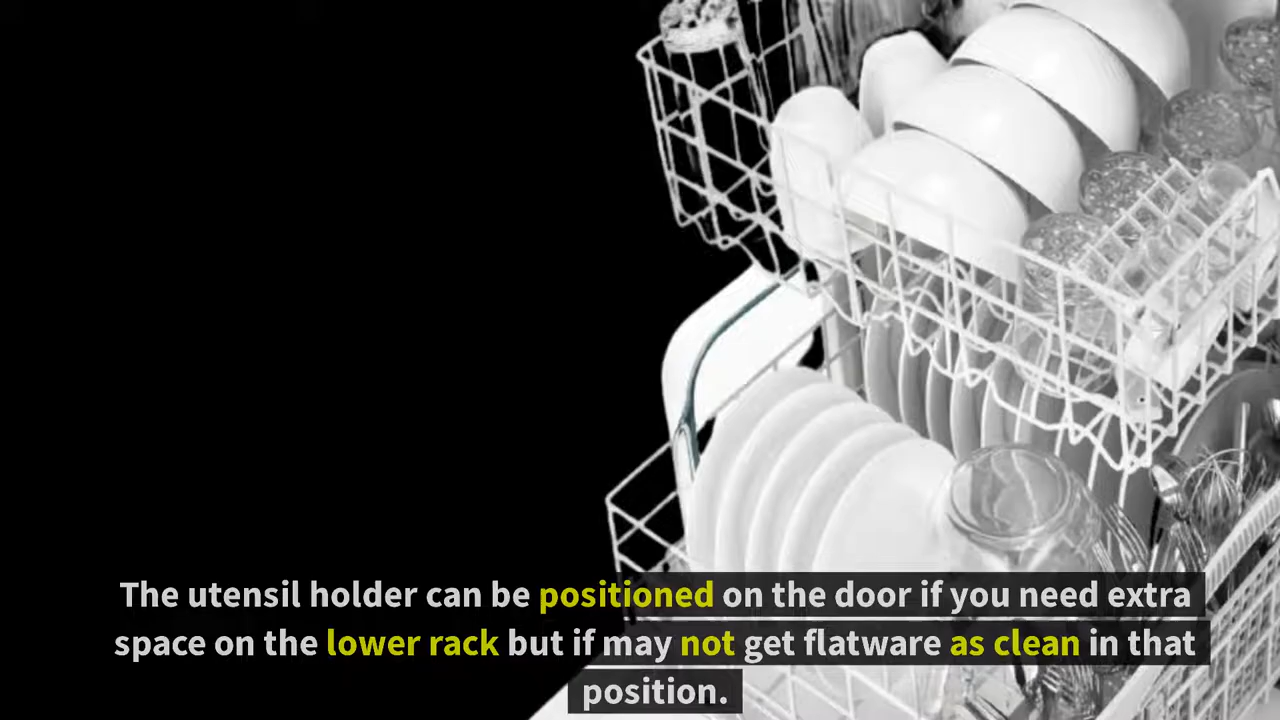 The utensil holder can be positioned on the door if you need extra
space on the lower rack but if may not get flatware as clean in that
position.